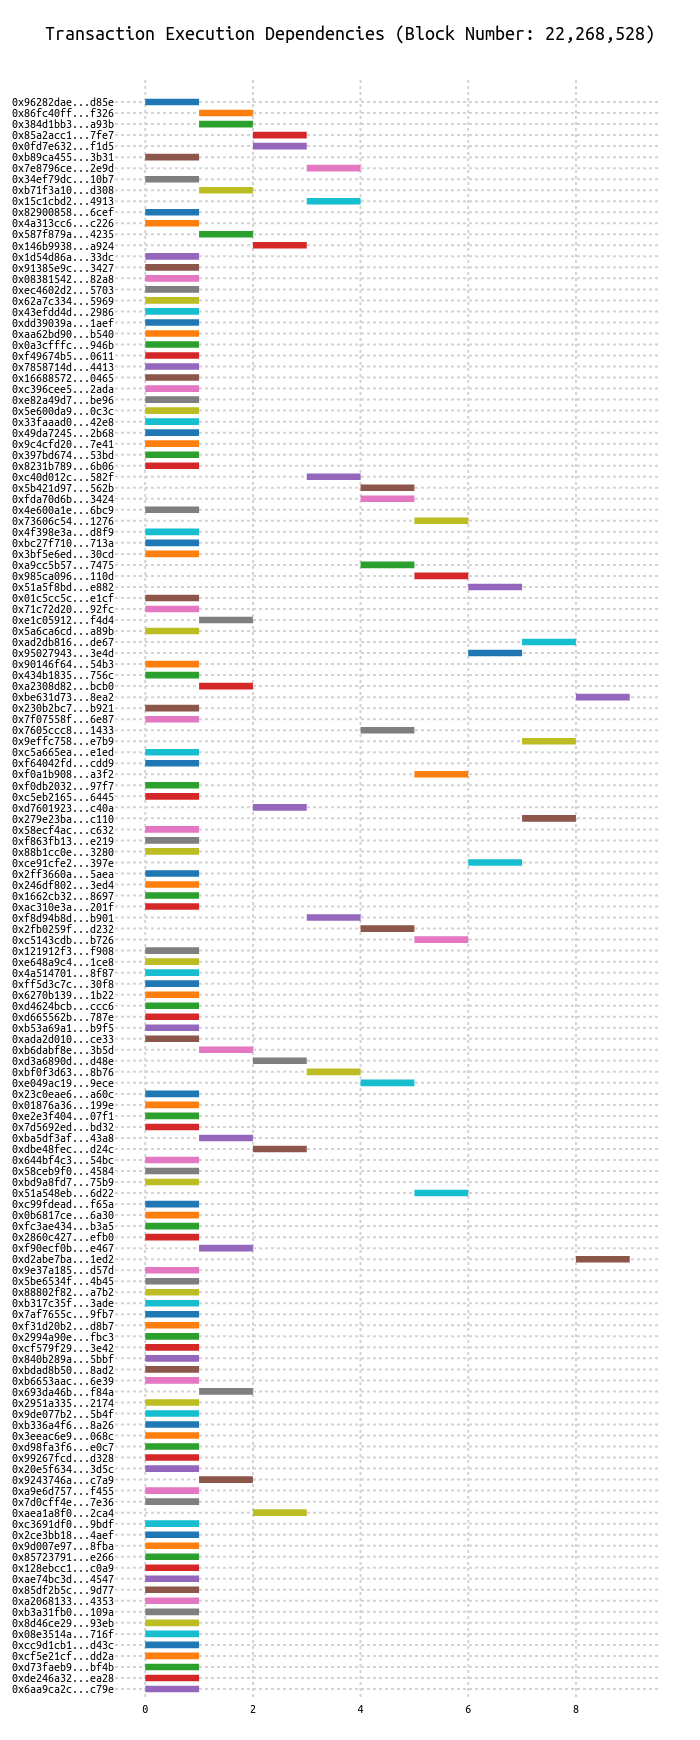 Transaction Execution Dependencies (Block Number: 22,268,528)
0x96282dae...d85e
0x86fc40ff...f326
0x384d1bb3...a93b
0x85a2acc1...7fe7
0x0fd7e632...f1d5
0xb89ca455...3b31
0x7e8796ce...2e9d
0x34ef79dc...10b7
0xb71f3a10...d308
0x15c1cbd2...4913
0x82900858...6cef
0x4a313cc6...c226
0x587f879a...4235
0x146b9938...a924
0x1d54d86a...33dc
0x91385e9c...3427
0x08381542...82a8
0xec4602d2...5703
0x62a7c334...5969
0x43efdd4d...2986
0xdd39039a...1aef
0xaa62bd90...b540
0x0a3cfffc...946b
0xf49674b5...0611
0x7858714d...4413
0x16688572...0465
0xc396cee5...2ada
0xe82a49d7...be96
0x5e600da9...0c3c
0x33faaad0...42e8
0x49da7245...2b68
0x9c4cfd20...7e41
0x397bd674...53bd
0x8231b789...6b06
0xc40d012c...582f
0x5b421d97...562b
0xfda70d6b...3424
0x4e600a1e...6bc9
0x73606c54...1276
0x4f398e3a...d8f9
0xbc27f710...713a
0x3bf5e6ed...30cd
0xa9cc5b57...7475
0x985ca096...110d
0x51a5f8bd...e882
0x01c5cc5c...e1cf
0x71c72d20...92fc
0xe1c05912...f4d4
0x5a6ca6cd...a89b
0xad2db816...de67
0x95027943...3e4d
0x90146f64...54b3
0x434b1835...756c
0xa2308d82...bcb0
0xbe631d73...8ea2
0x230b2bc7...b921
0x7f07558f...6e87
0x7605ccc8...1433
0x9effc758...e7b9
0xc5a665ea...e1ed
0xf64042fd...cdd9
0xf0a1b908...a3f2
0xf0db2032...97f7
0xc5eb2165...6445
0xd7601923...c40a
0x279e23ba...c110
0x58ecf4ac...c632
0xf863fb13...e219
0x88b1cc0e...3280
0xce91cfe2...397e
0x2ff3660a...5aea
0x246df802...3ed4
0x1662cb32...8697
0xac310e3a...201f
0xf8d94b8d...b901
0x2fb0259f...d232
0xc5143cdb...b726
0x121912f3...f908
0xe648a9c4...1ce8
0x4a514701...8f87
0xff5d3c7c...30f8
0x6270b139...1b22
0xd4624bcb...ccc6
0xd665562b...787e
0xb53a69a1...b9f5
0xada2d010...ce33
0xb6dabf8e...3b5d
0xd3a6890d...d48e
0xbf0f3d63...8b76
0xe049ac19...9ece
0x23c0eae6...a60c
0x01876a36...199e
0xe2e3f404...07f1
0x7d5692ed...bd32
0xba5df3af...43a8
0xdbe48fec...d24c
0x644bf4c3...54bc
0x58ceb9f0...4584
0xbd9a8fd7...75b9
0x51a548eb...6d22
0xc99fdead...f65a
0x0b6817ce...6a30
0xfc3ae434...b3a5
0x2860c427...efb0
0xf90ecf0b...e467
0xd2abe7ba...1ed2
0x9e37a185...d57d
0x5be6534f...4b45
0x88802f82...a7b2
0xb317c35f...3ade
0x7af7655c...9fb7
0xf31d20b2...d8b7
0x2994a90e...fbc3
0xcf579f29...3e42
0x840b289a...5bbf
0xbdad8b50...8ad2
0xb6653aac...6e39
0x693da46b...f84a
0x2951a335...2174
0x9de077b2...5b4f
0xb336a4f6...8a26
0x3eeac6e9...068c
0xd98fa3f6...e0c7
0x99267fcd...d328
0x20e5f634...3d5c
0x9243746a...c7a9
0xa9e6d757...f455
0x7d0cff4e...7e36
0xaea1a8f0...2ca4
0xc3691df0...9bdf
0x2ce3bb18...4aef
0x9d007e97...8fba
0x85723791...e266
0x128ebcc1...c0a9
0xae74bc3d...4547
0x85df2b5c...9d77
0xa2068133...4353
0xb3a31fb0...109a
0x8d46ce29...93eb
0x08e3514a...716f
0xcc9d1cb1...d43c
0xcf5e21cf...dd2a
0xd73faeb9...bf4b
0xde246a32...ea28
0x6aa9ca2c...c79e
0 2 4 6 8